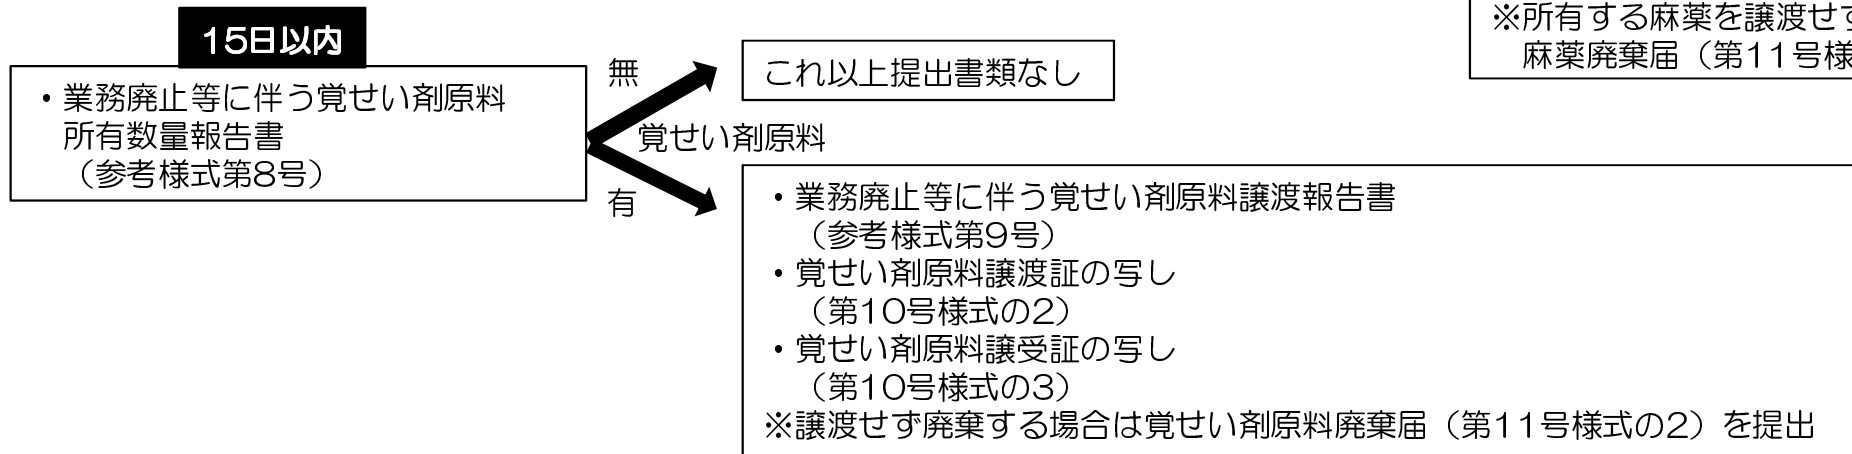 ※所有する麻薬を譲渡せず
麻薬廃棄届（第11号様
15日以内
・業務廃止等に伴う覚せい剤原料
所有数量報告書
（参考様式第8号）
無
これ以上提出書類なし
覚せい剤原料
有
・業務廃止等に伴う覚せい剤原料譲渡報告書
（参考様式第9号）
・覚せい剤原料譲渡証の写し
（第10号様式の2）
・覚せい剤原料譲受証の写し
（第10号様式の3）
※譲渡せず廃棄する場合は覚せい剤原料廃棄届（第11号様式の2）を提出